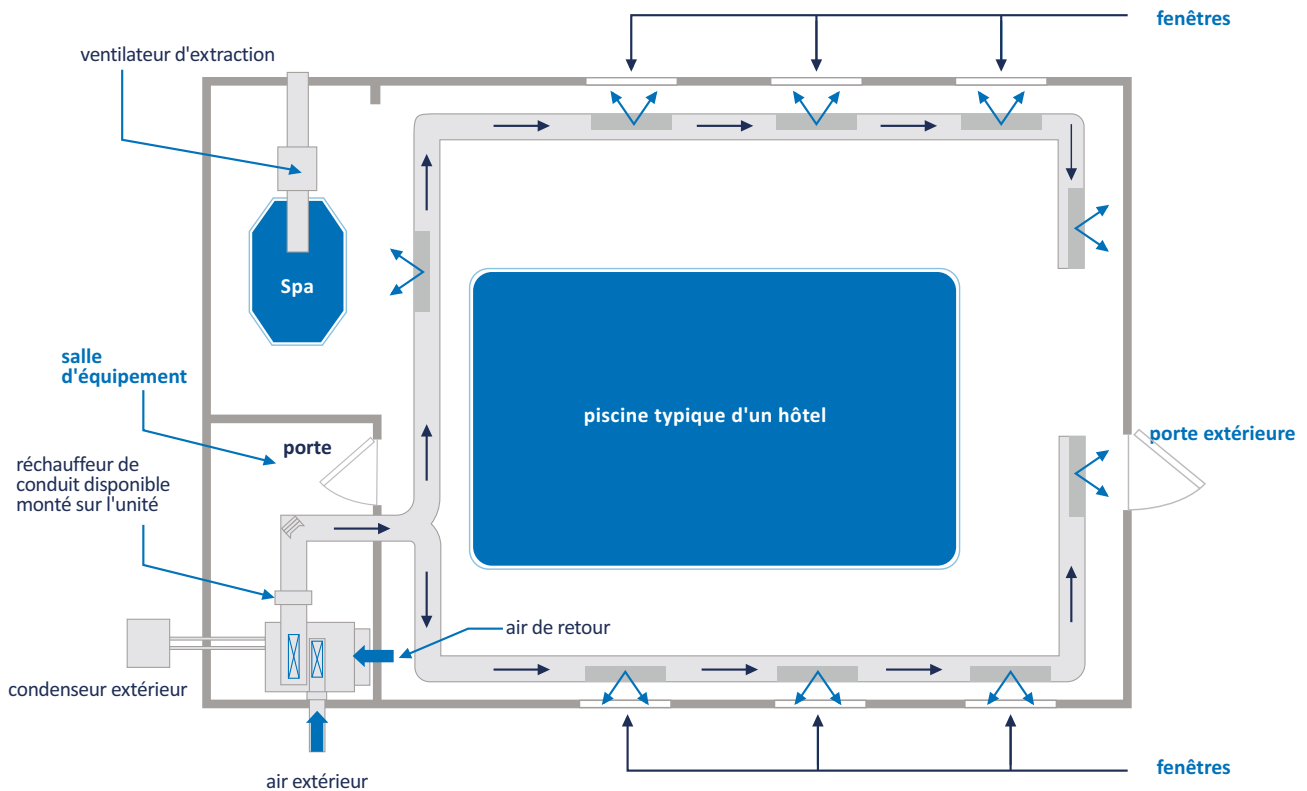 fenêtres
ventilateur d'extraction
Spa
salle
d'équipement
piscine typique d'un hôtel
porte extérieure
porte
réchauffeur de
conduit disponible
monté sur l'unité
air de retour
condenseur extérieur
air extérieur
fenêtres